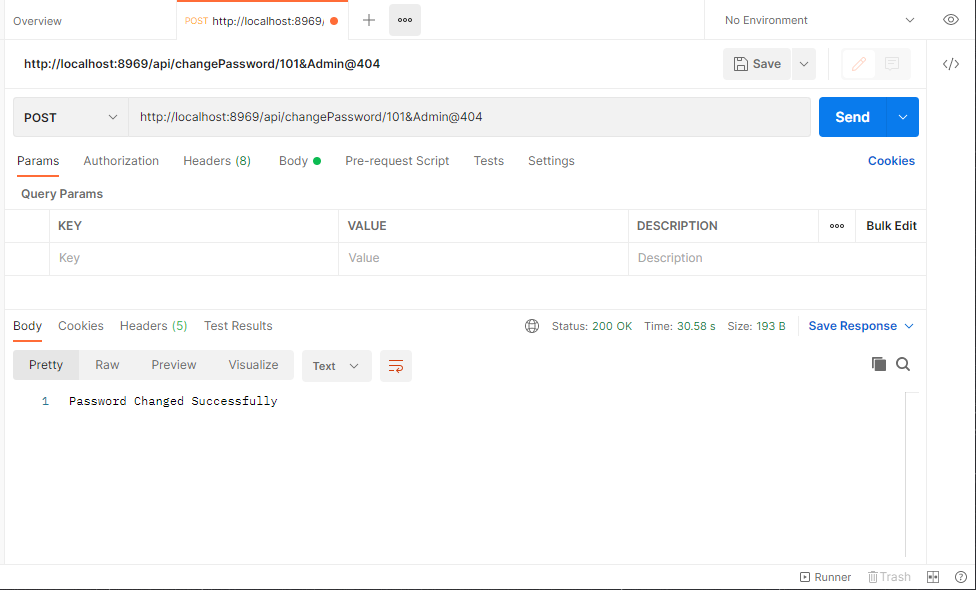 Overview
POST http://localhost:8969/
No Environment
http://localhost:8969/api/changePassword/101&Admin@404
Save
POST
http://localhost:8969/api/changePassword/101&Admin@404
Send
Params Authorization Headers (8) Body Pre-request Script Tests Settings Cookies
Query Params
KEY VALUE DESCRIPTION Bulk Edit
Key Value Description
Body Cookies Headers (5) Test Results Status: 200 OK Time: 30.58 s Size: 193 B Save Response
Pretty Raw Preview Visualize Text
1 Password Changed Successfully
Runner Trash